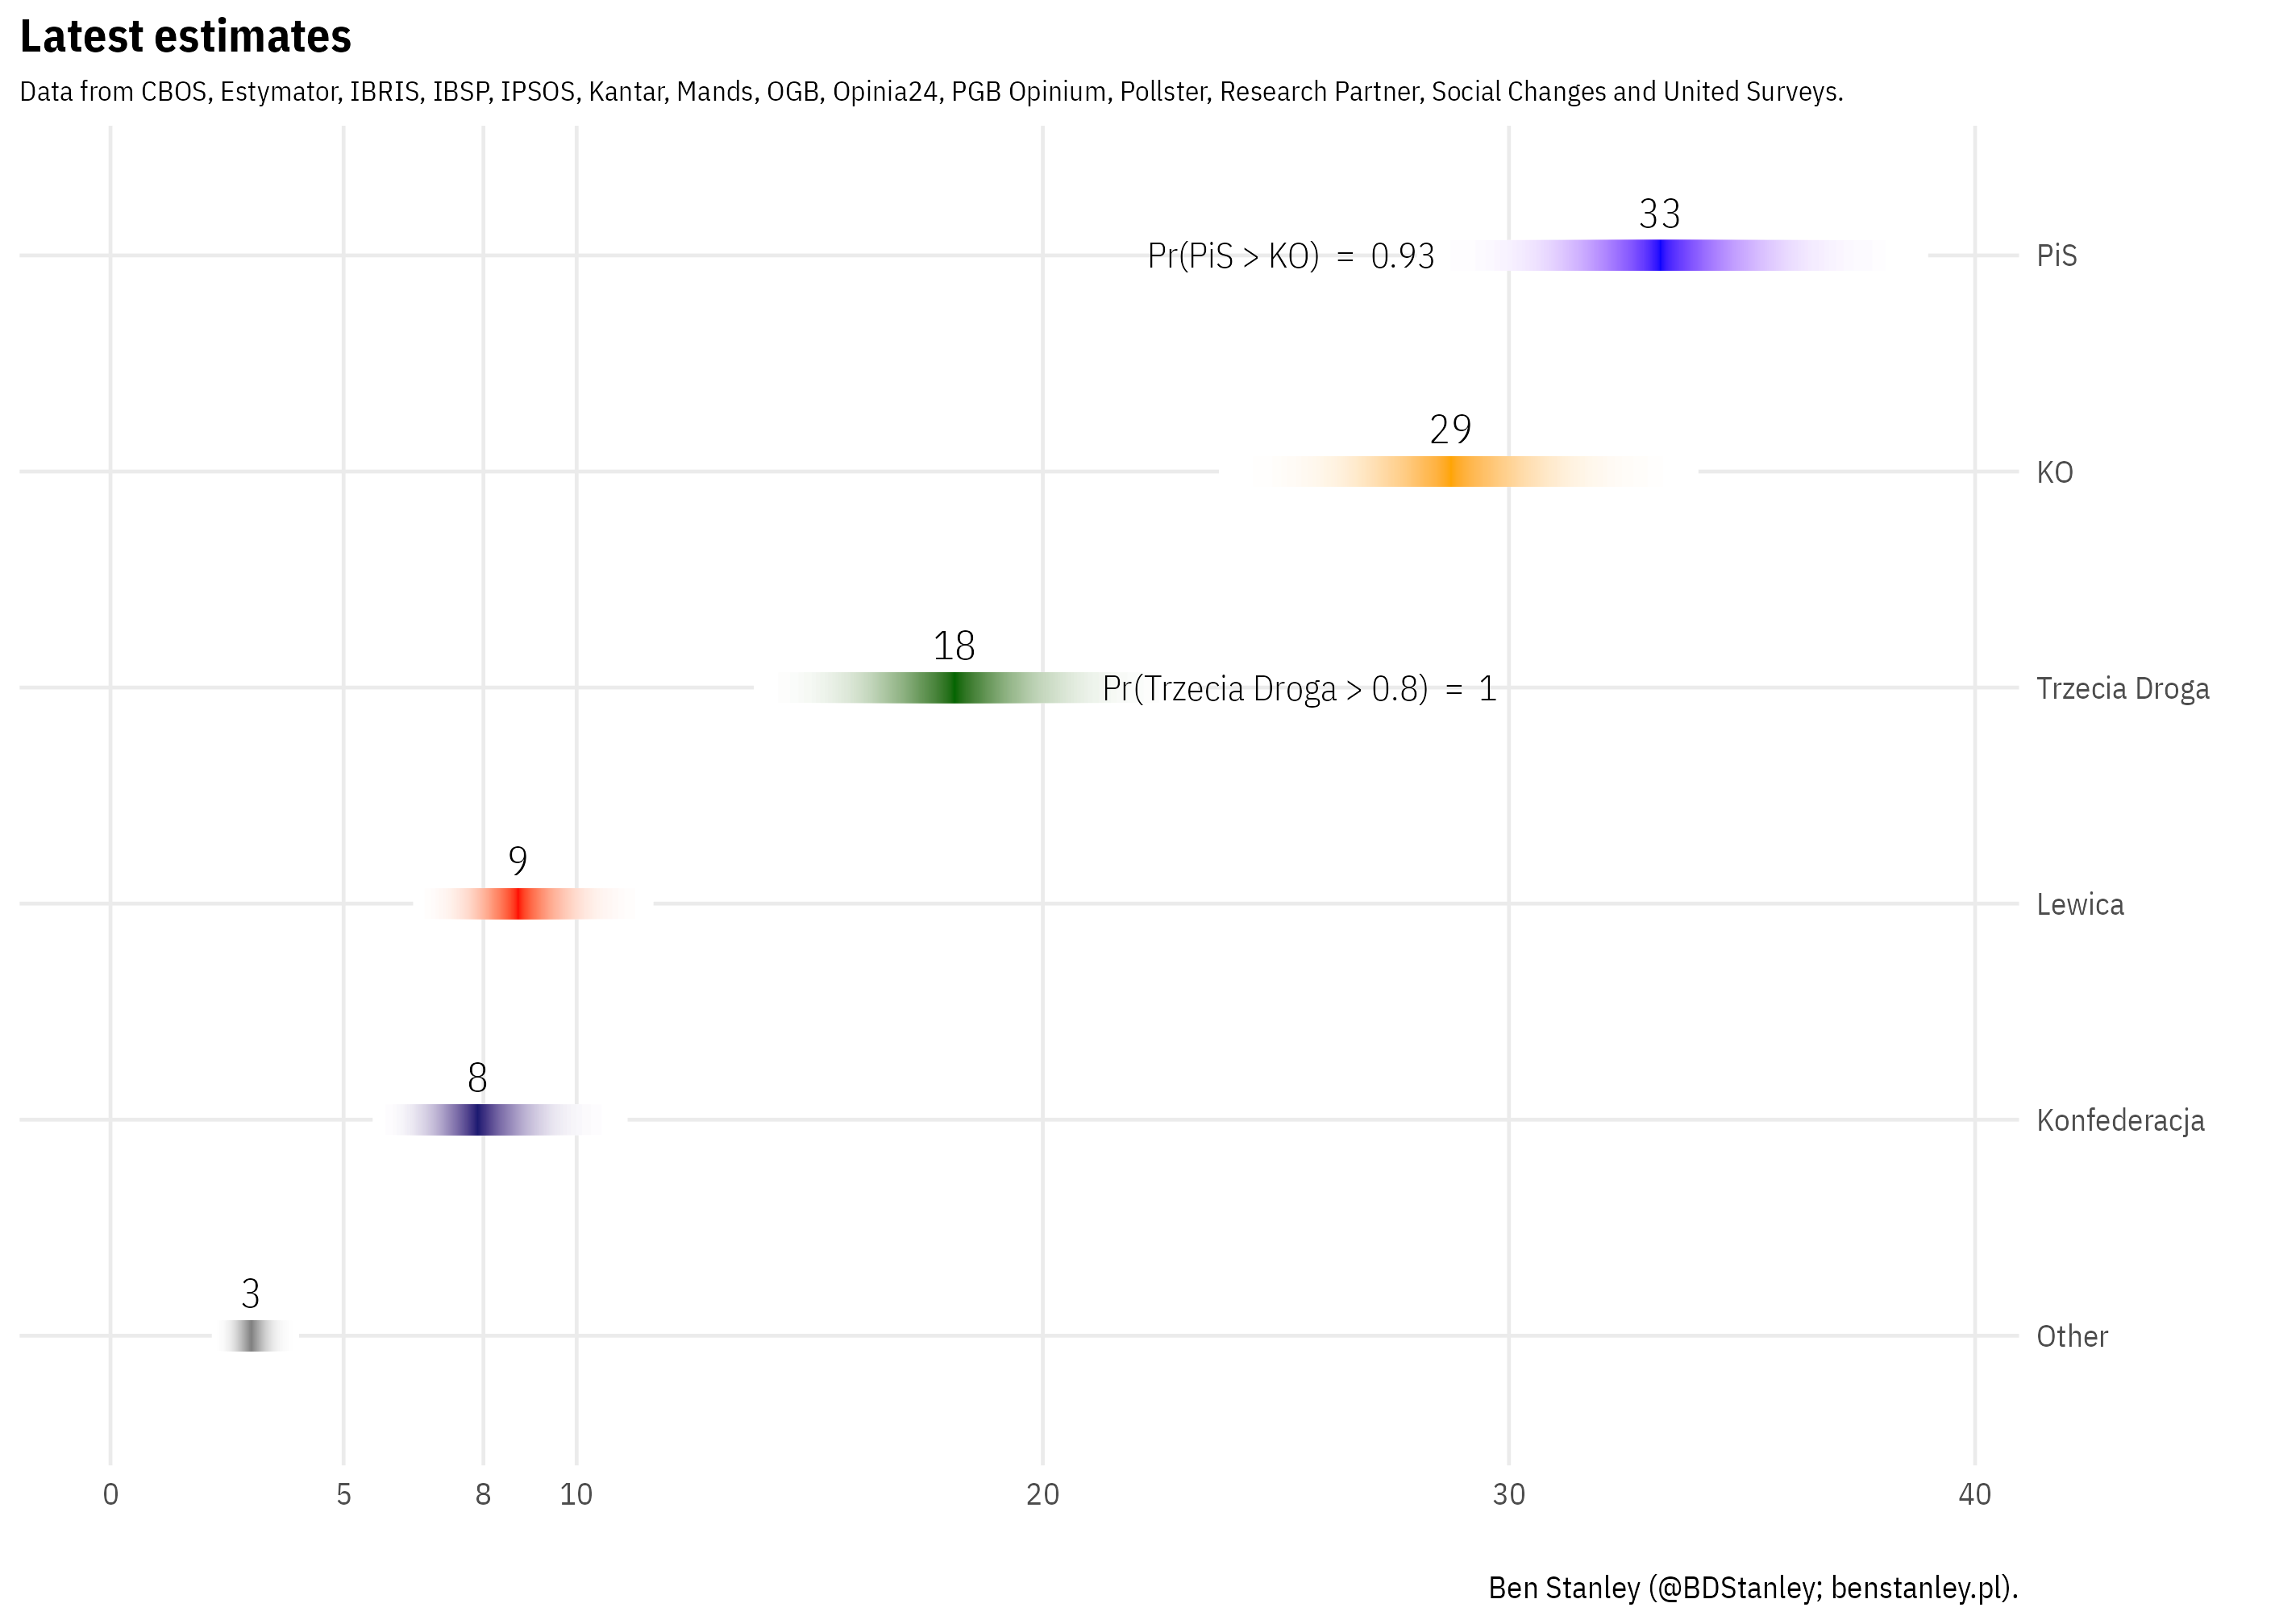 Latest estimates
Data from CBOS, Estymator, IBRIS, IBSP, IPSOS, Kantar, Mands, OGB, Opinia24, PGB Opinium, Pollster, Research Partner, Social Changes and United Surveys.
33
Pr(PiS > KO) = 0.93
PiS
29
KO
18
Pr(Trzecia Droga > 0.8) = 1
Trzecia Droga
9
Lewica
8
Konfederacja
3
Other
0 5 8 10 20 30 40
Ben Stanley (@BDStanley; benstanley.pl).